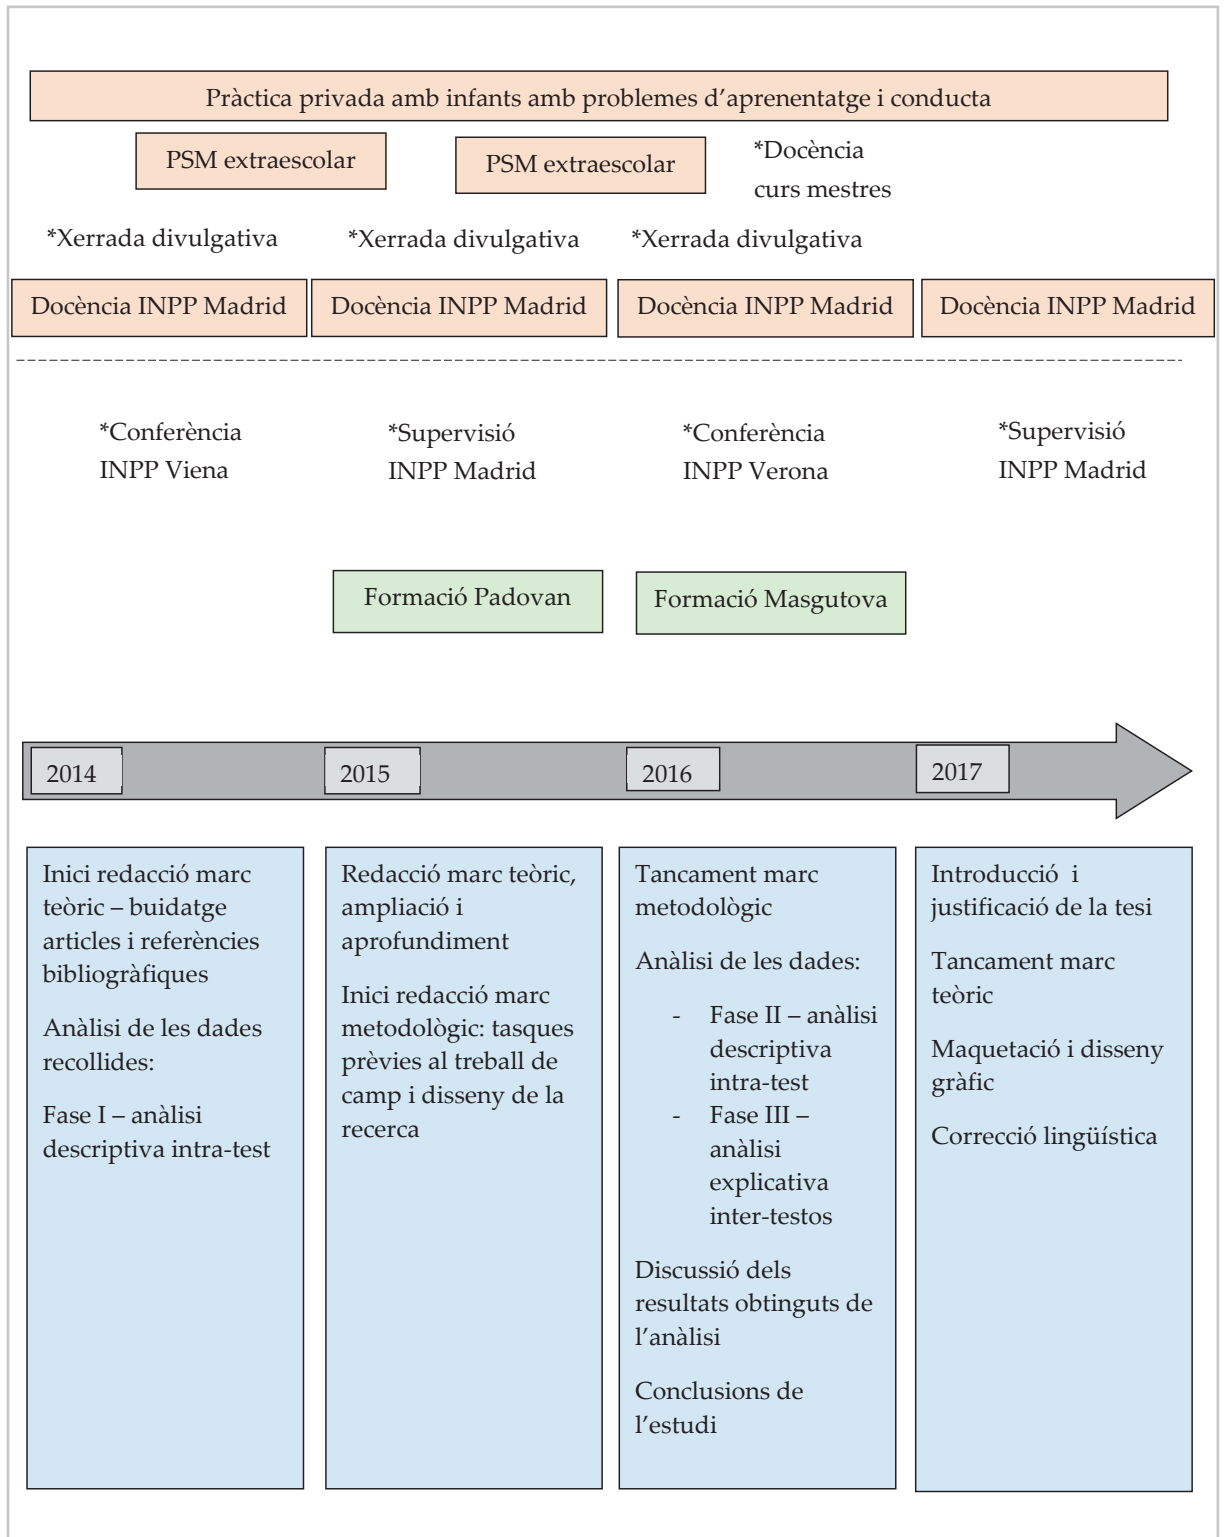 Pràctica privada amb infants amb problemes d'aprenentatge i conducta
PSM extraescolar
PSM extraescolar
*Docència
curs mestres
*Xerrada divulgativa
*Xerrada divulgativa
*Xerrada divulgativa
Docència INPP Madrid
Docència INPP Madrid
Docència INPP Madrid
Docència INPP Madrid
*Conferència
INPP Viena
*Supervisió
INPP Madrid
*Conferència
INPP Verona
*Supervisió
INPP Madrid
Formació Padovan
Formació Masgutova
2014
2015
2016
2017
Inici redacció marc
teòric – buidatge
articles i referències
bibliogràfiques
Anàlisi de les dades
recollides:
Fase I – anàlisi
descriptiva intra-test
Redacció marc teòric,
ampliació i
aprofundiment
Inici redacció marc
metodològic: tasques
prèvies al treball de
camp i disseny de la
recerca
Tancament marc
metodològic
Anàlisi de les dades:
- Fase II – anàlisi
descriptiva
intra-test
- Fase III –
anàlisi
explicativa
inter-testos
Discussió dels
resultats obtinguts de
l'anàlisi
Conclusions de
l'estudi
Introducció i
justificació de la tesi
Tancament marc
teòric
Maquetació i disseny
gràfic
Correcció lingüística